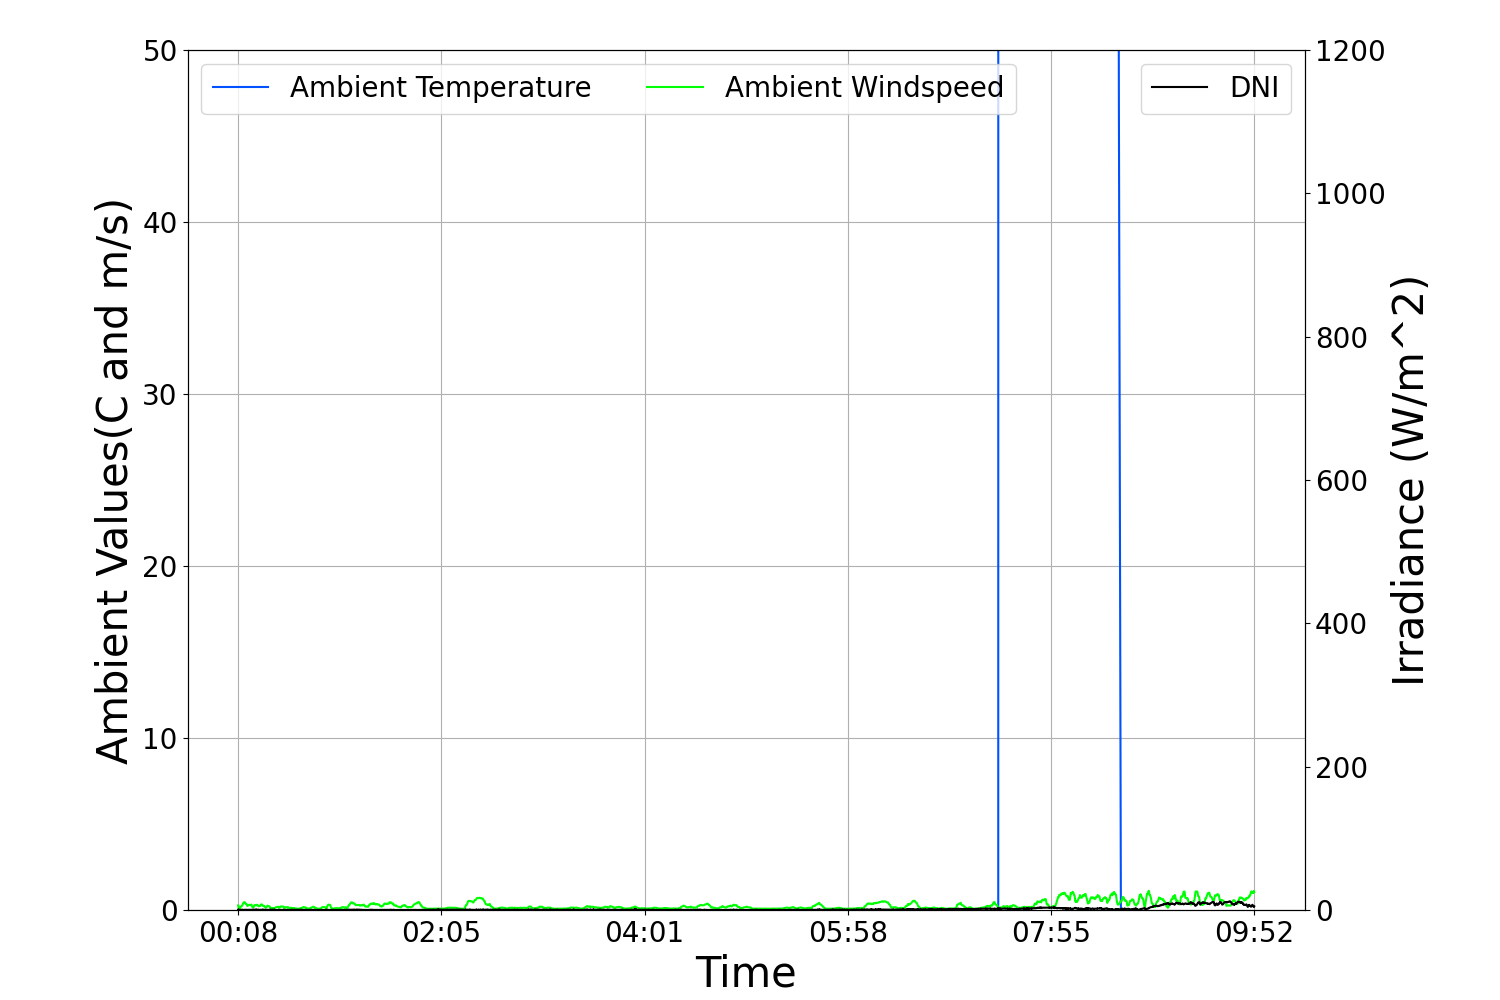 Ambient Temperature Ambient Windspeed DNI
50
40
30
20
10
0
1200
1000
800
600
400
200
0
Ambient Values(C and m/s)
Irradiance (W/m^2)
00:08 02:05 04:01 05:58 07:55 09:52
Time